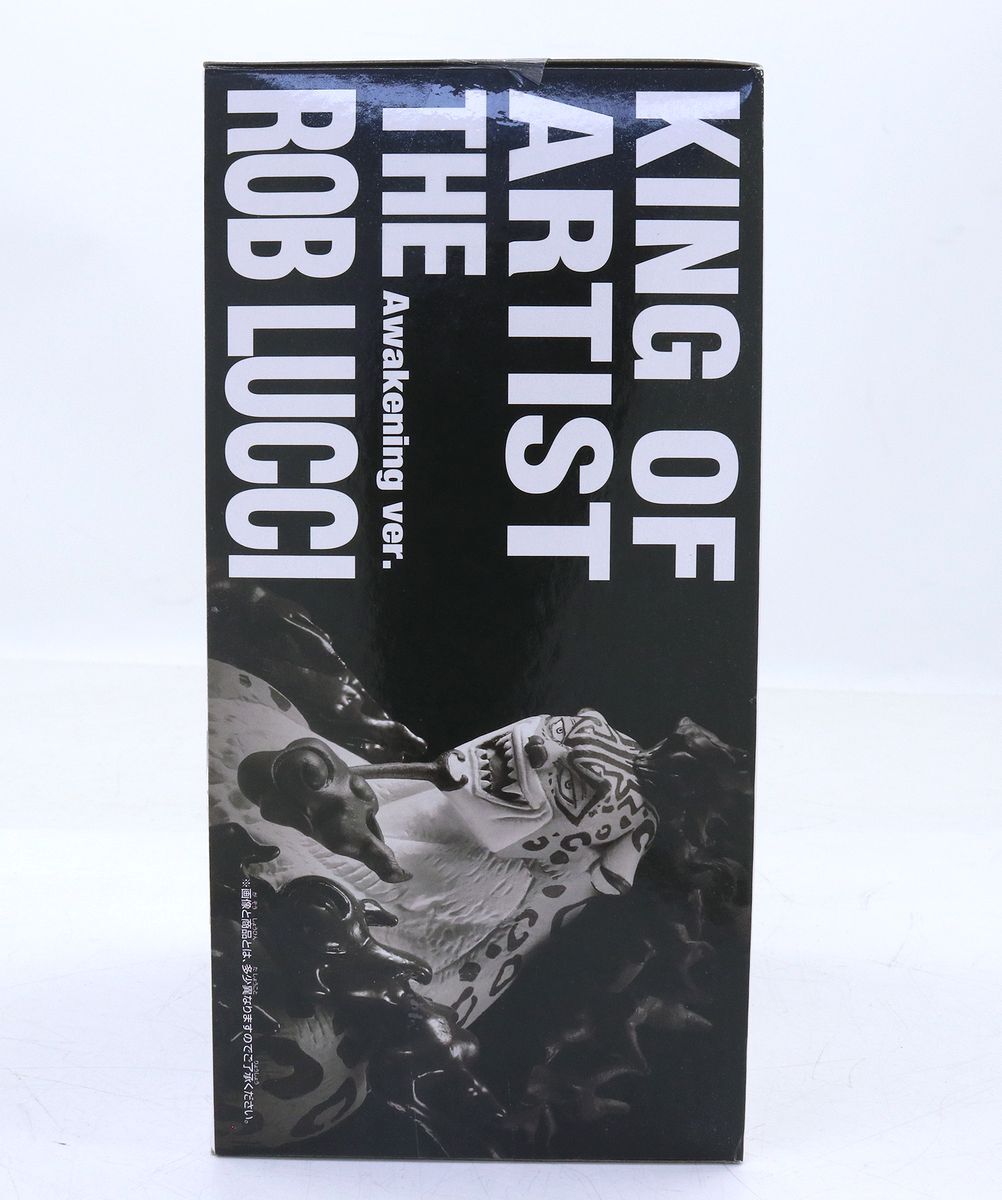 KING OF
ARTIST
THE Awakening ver.
ROB LUCCI
※画像と商品とは、多少異なりますのでご了承ください。